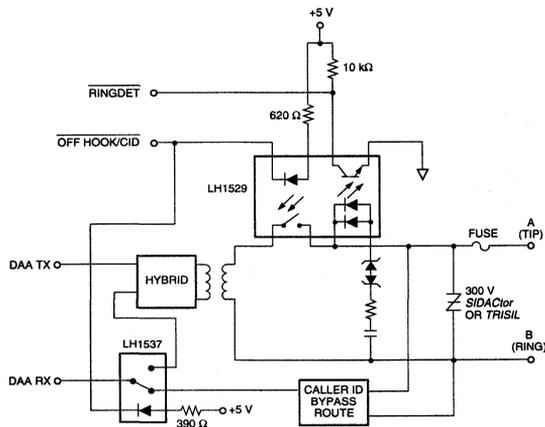 +5 V
10 kΩ
RINGDET
620 Ω
OFF HOOK/CID
LH1529
FUSE
A
(TIP)
DAA TX
HYBRID
300 V
SIDACtor
OR TRISIL
B
(RING)
LH1537
DAA RX
+5 V
390 Ω
CALLER ID
BYPASS
ROUTE